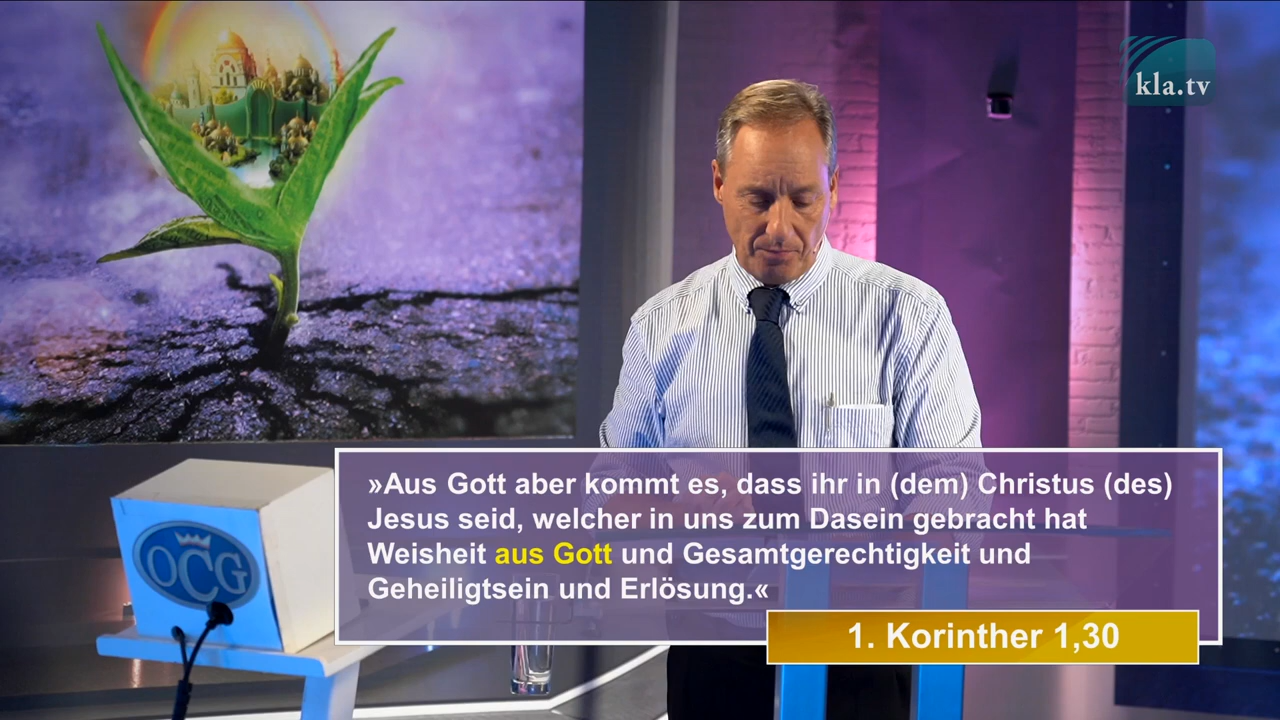 kla.tv
»Aus Gott aber kommt es, dass ihr in (dem) Christus (des)
Jesus seid, welcher in uns zum Dasein gebracht hat
Weisheit aus Gott und Gesamtgerechtigkeit und
Geheiligtsein und Erlösung.«
1. Korinther 1,30
OCG